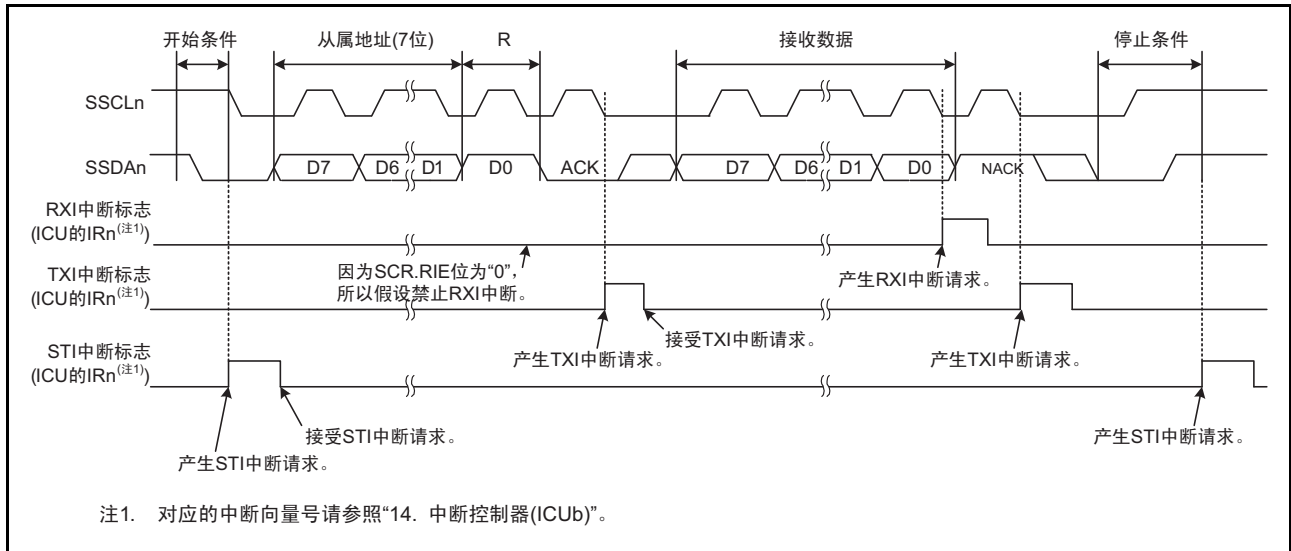 开始条件
从属地址(7位)
R
接收数据
停止条件
SSCLn
SSDAn
D7
D6
D1
D0
ACK
D7
D6
D1
D0
NACK
RXI中断标志
(ICU的IRn(注1))
因为SCR.RIE位为“0”，
所以假设禁止RXI中断。
产生RXI中断请求。
TXI中断标志
(ICU的IRn(注1))
产生TXI中断请求。
接受TXI中断请求。
产生TXI中断请求。
STI中断标志
(ICU的IRn(注1))
接受STI中断请求。
产生STI中断请求。
产生STI中断请求。
注1. 对应的中断向量号请参照“14. 中断控制器(ICUb)”。